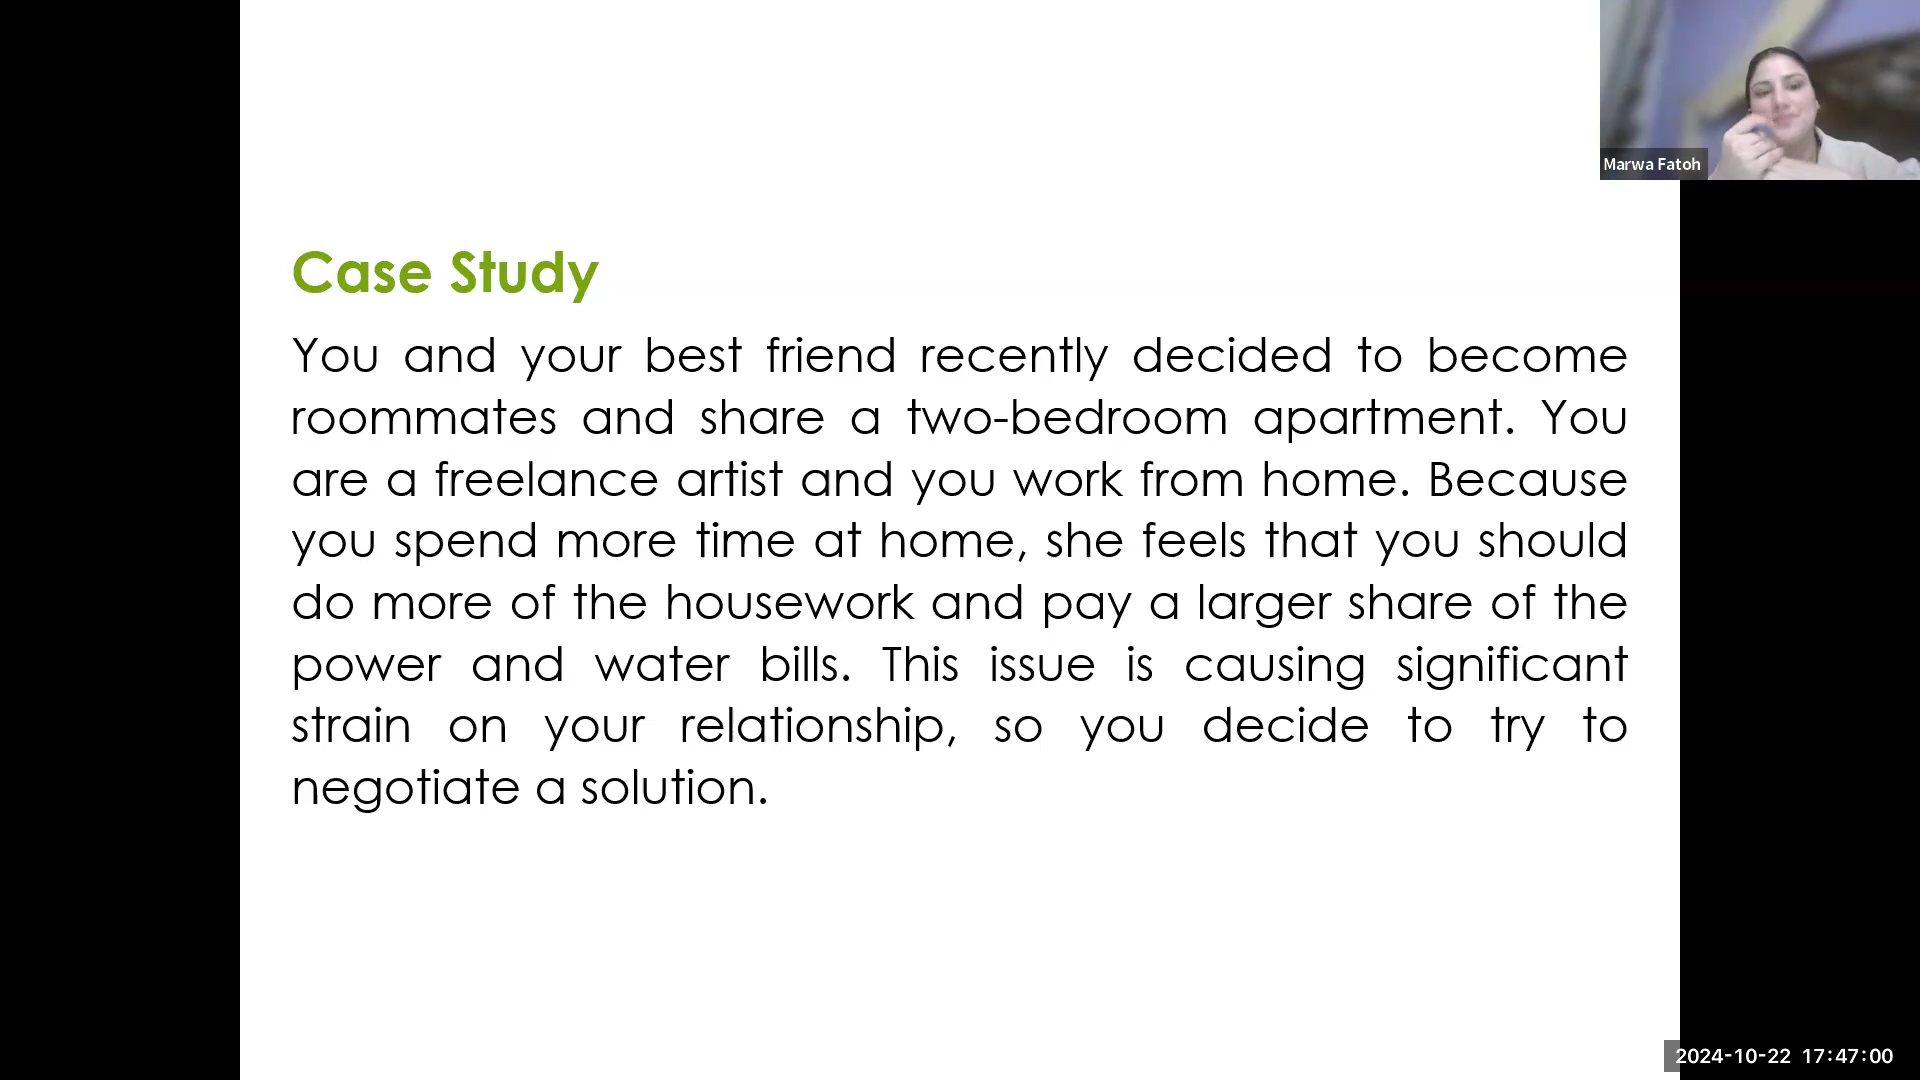 Marwa Fatoh
Case Study
You and your best friend recently decided to become
roommates and share a two-bedroom apartment. You
are a freelance artist and you work from home. Because
you spend more time at home, she feels that you should
do more of the housework and pay a larger share of the
power and water bills. This issue is causing significant
strain on your relationship, so you decide to try to
negotiate a solution.
2024-10-22 17:47:00